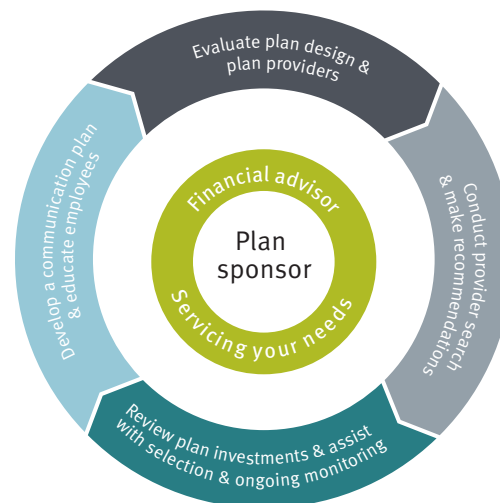 Evaluate plan design &
plan providers
Conduct provider search
& make recommendations
Review plan investments & assist
with selection & ongoing monitoring
Develop a communication plan
& educate employees
Financial advisor
Plan
sponsor
Servicing your needs